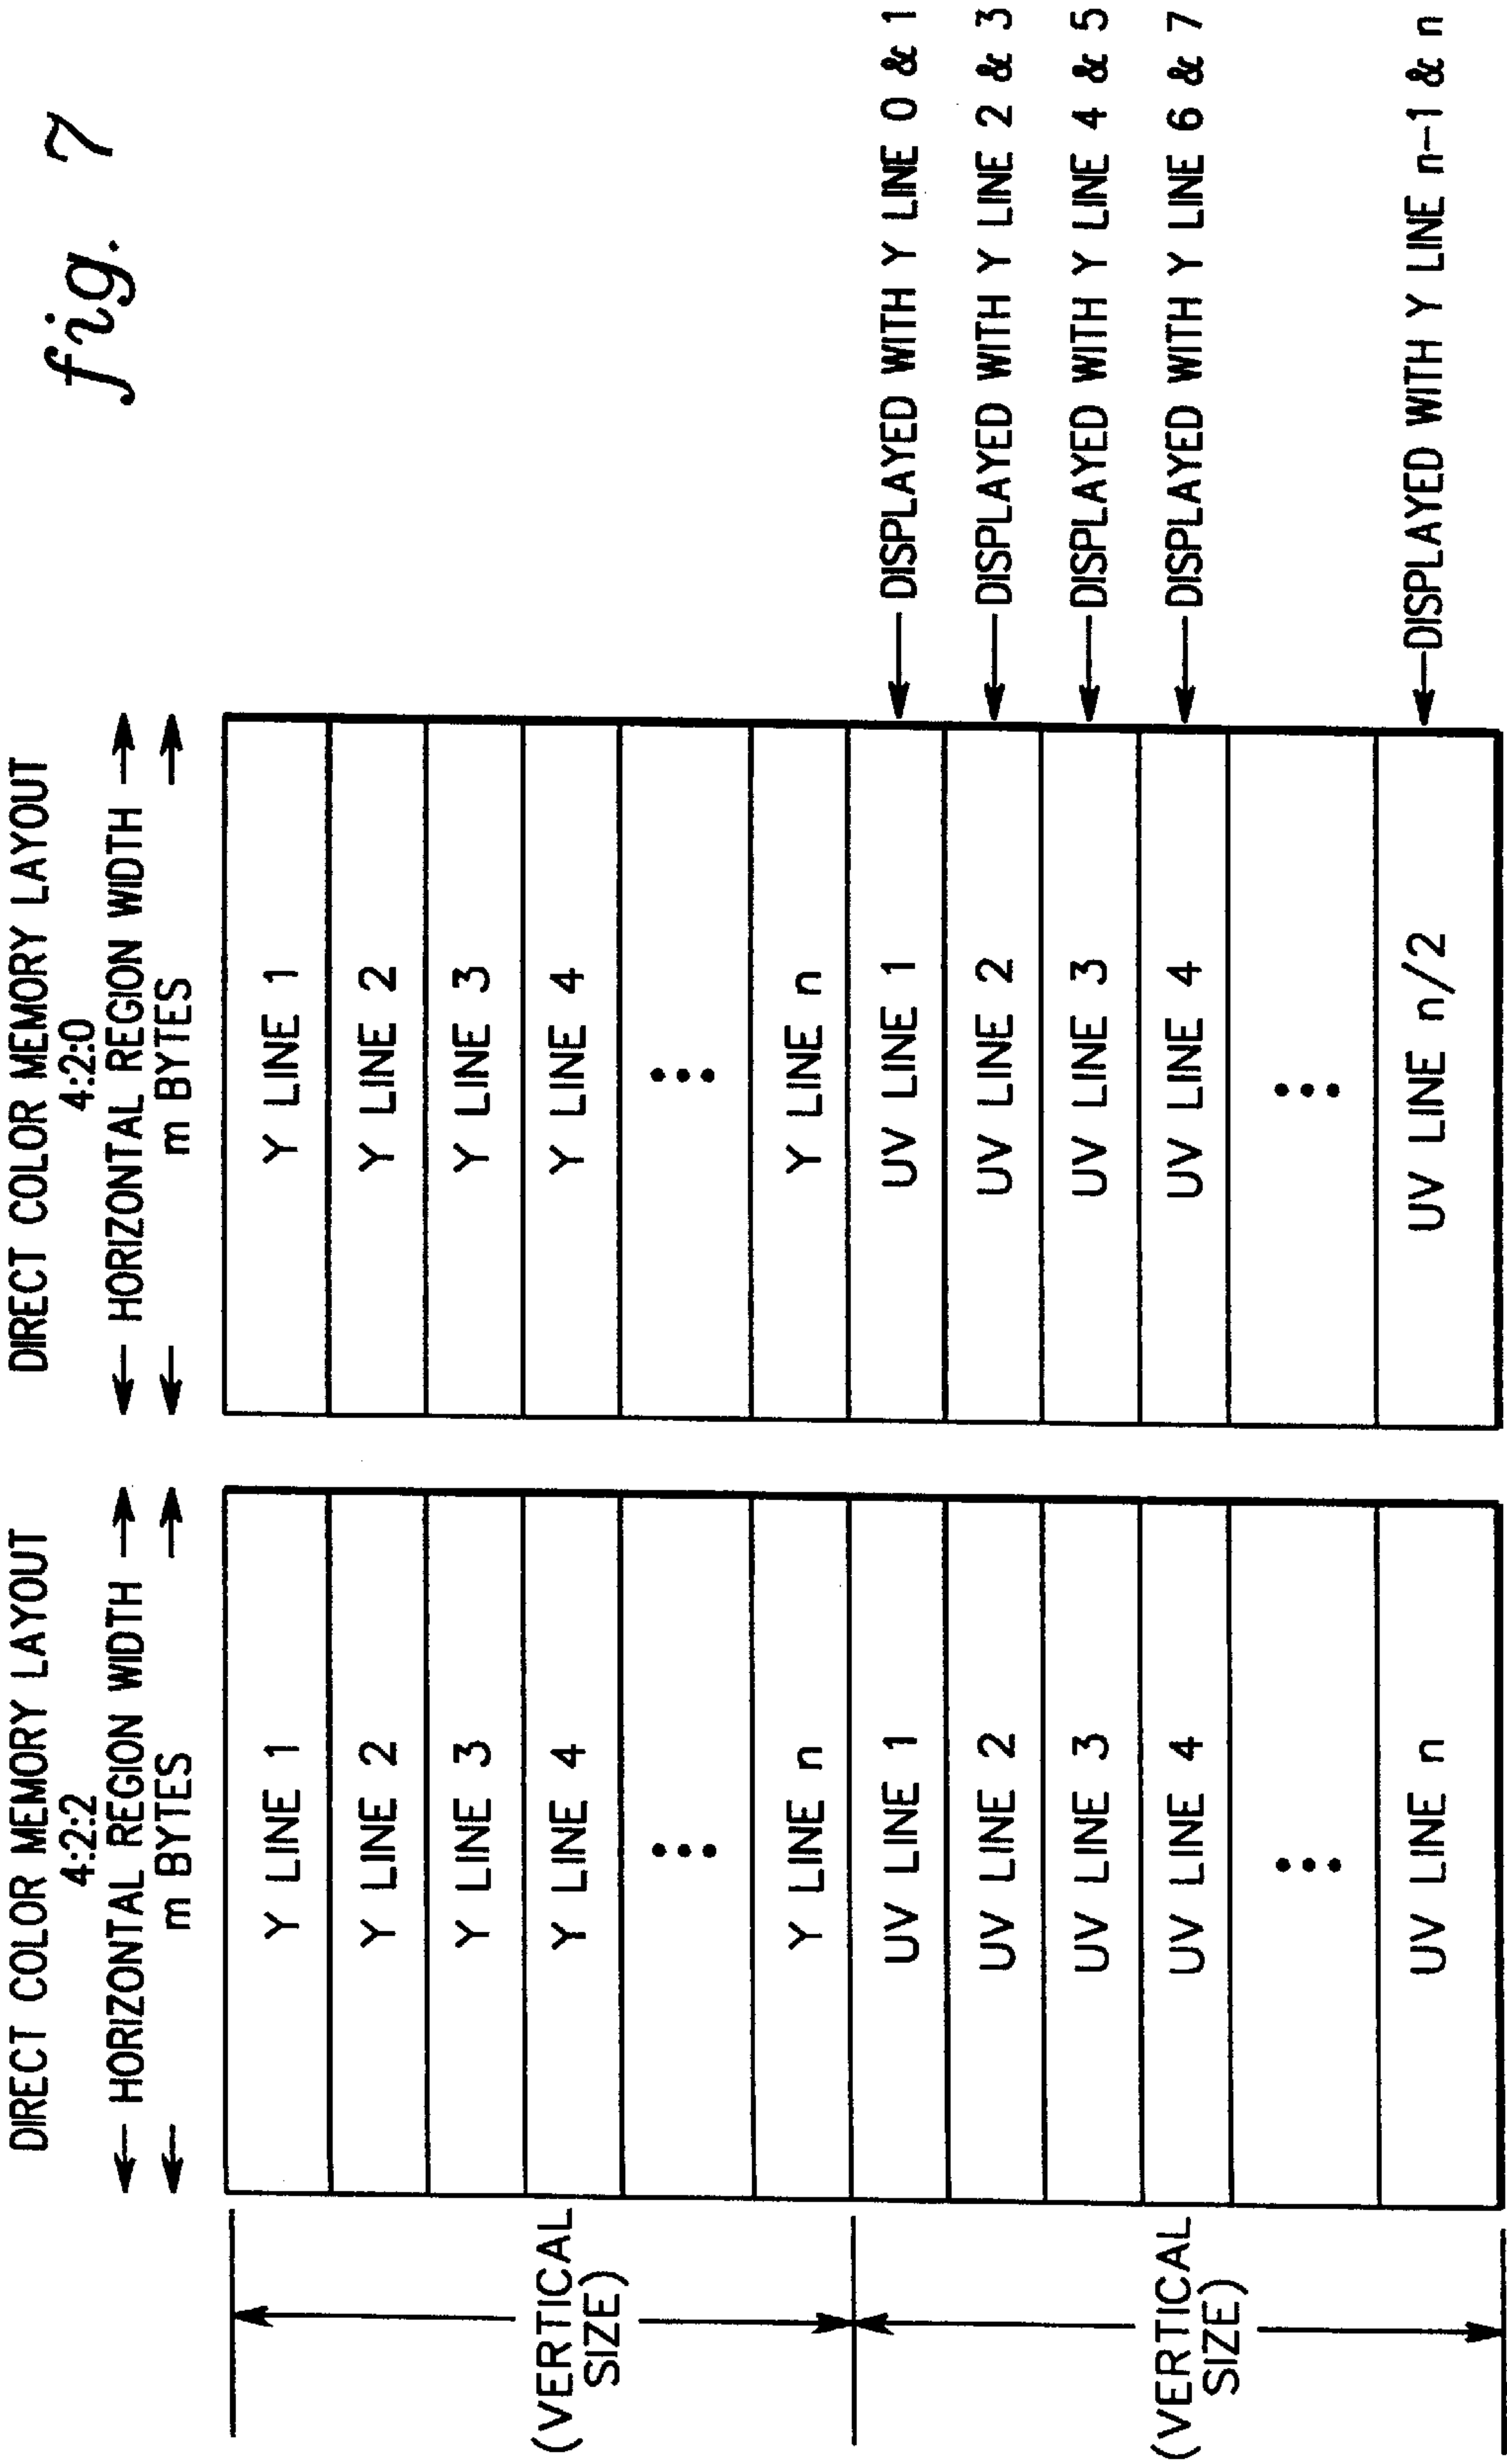 DIRECT COLOR MEMORY LAYOUT
4:2:2
HORIZONTAL REGION WIDTH
m BYTES
Y LINE 1
Y LINE 2
Y LINE 3
Y LINE 4
Y LINE n
UV LINE 1
UV LINE 2
UV LINE 3
UV LINE 4
UV LINE n
(VERTICAL
SIZE)
(VERTICAL
SIZE)
DIRECT COLOR MEMORY LAYOUT
4:2:0
HORIZONTAL REGION WIDTH
m BYTES
Y LINE 1
Y LINE 2
Y LINE 3
Y LINE 4
Y LINE n
UV LINE 1
UV LINE 2
UV LINE 3
UV LINE 4
UV LINE n/2
DISPLAYED WITH Y LINE 0 & 1
DISPLAYED WITH Y LINE 2 & 3
DISPLAYED WITH Y LINE 4 & 5
DISPLAYED WITH Y LINE 6 & 7
DISPLAYED WITH Y LINE n-1 & n
fig. 7